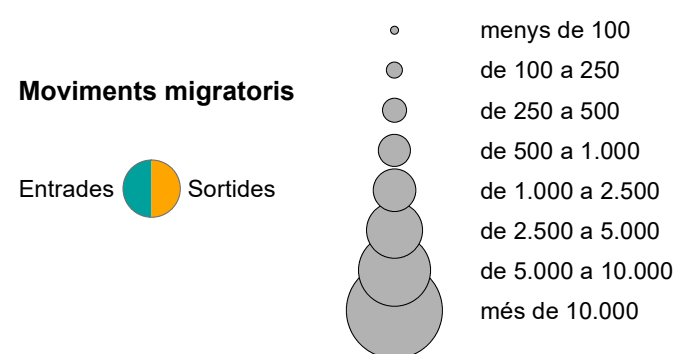 Moviments migratoris
Entrades Sortides
menys de 100
de 100 a 250
de 250 a 500
de 500 a 1.000
de 1.000 a 2.500
de 2.500 a 5.000
de 5.000 a 10.000
més de 10.000